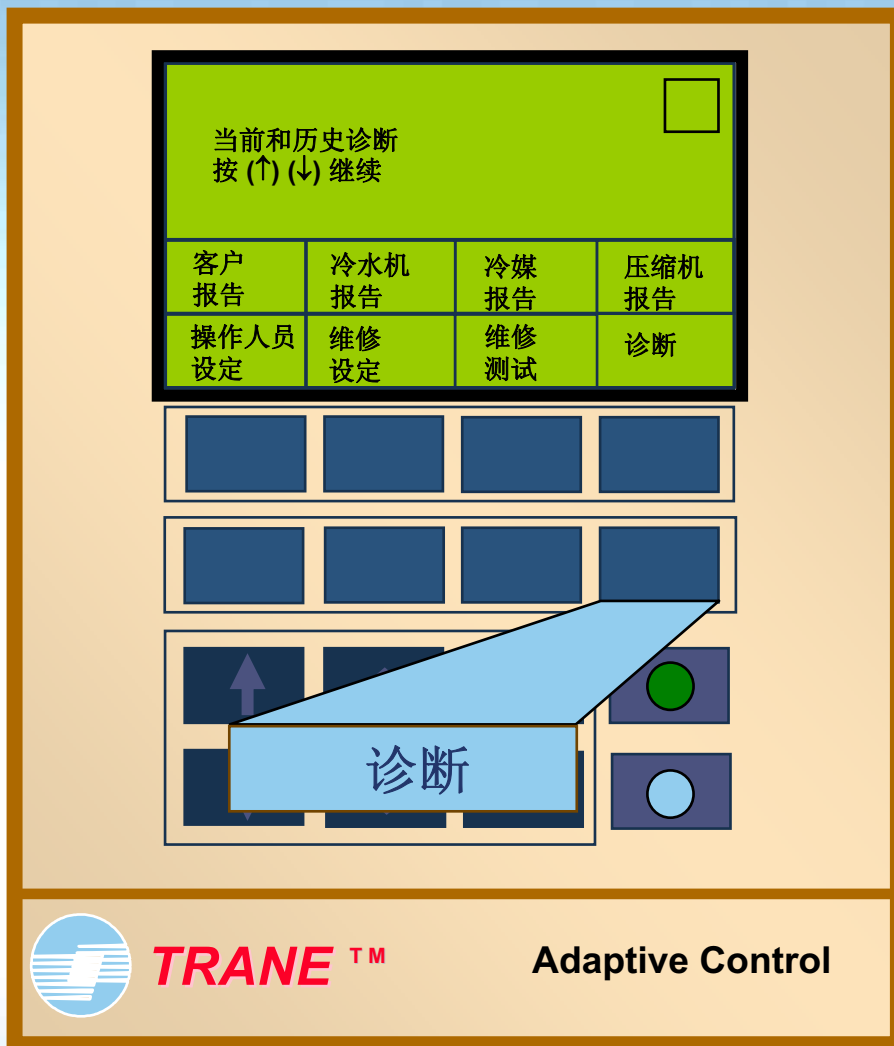 当前和历史诊断
按 (↑) (↓) 继续
客户
报告
冷水机
报告
冷媒
报告
压缩机
报告
操作人员
设定
维修
设定
维修
测试
诊断
诊断
TRANE TM
Adaptive Control